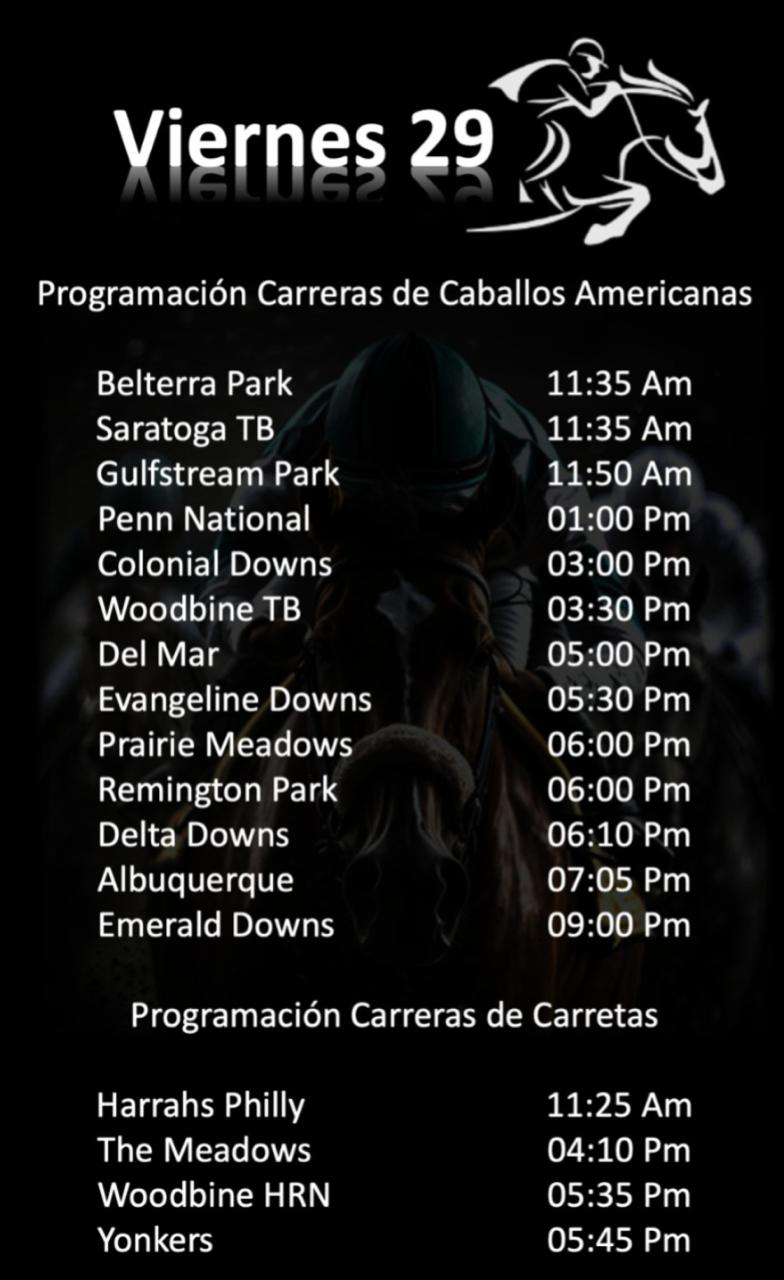 Viernes 29
Programación Carreras de Caballos Americanas
Belterra Park 11:35 Am
Saratoga TB 11:35 Am
Gulfstream Park 11:50 Am
Penn National 01:00 Pm
Colonial Downs 03:00 Pm
Woodbine TB 03:30 Pm
Del Mar 05:00 Pm
Evangeline Downs 05:30 Pm
Prairie Meadows 06:00 Pm
Remington Park 06:00 Pm
Delta Downs 06:10 Pm
Albuquerque 07:05 Pm
Emerald Downs 09:00 Pm
Programación Carreras de Carretas
Harrahs Philly 11:25 Am
The Meadows 04:10 Pm
Woodbine HRN 05:35 Pm
Yonkers 05:45 Pm